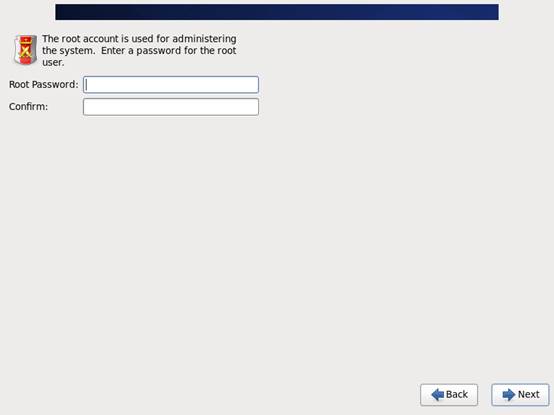 The root account is used for administering
the system.  Enter a password for the root
user.
Root Password:
Confirm:
Back
Next